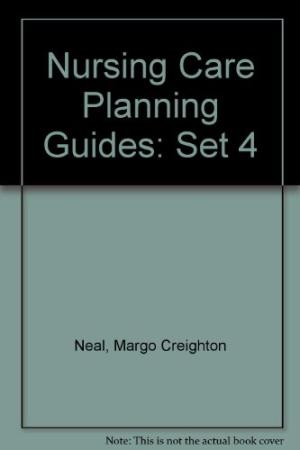 Nursing Care
Planning
Guides: Set 4
Neal, Margo Creighton
Note: This is not the actual book cover